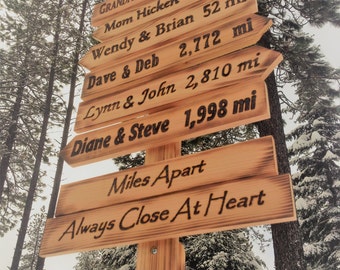 Mom Hicken
Wendy & Brian 52 mi
Dave & Deb 2,772 mi
Lynn & John 2,810 mi
Diane & Steve 1,998 mi
Miles Apart
Always Close At Heart